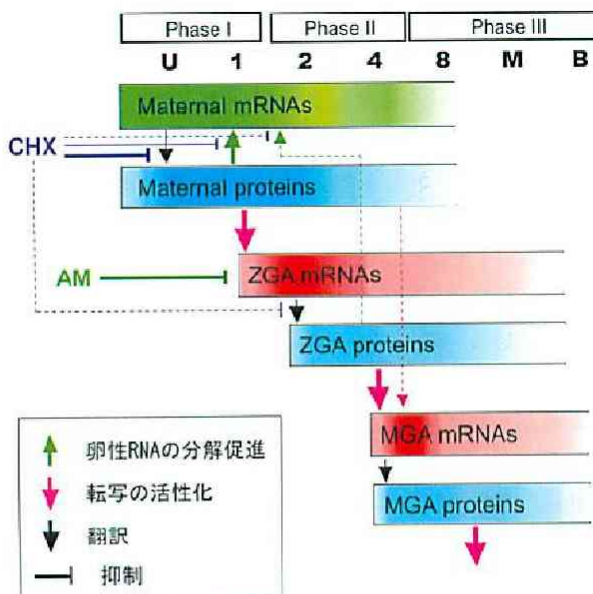 Phase I Phase II Phase III
U 1 2 4 8 M B
Maternal mRNAs
CHX
Maternal proteins
AM
ZGA mRNAs
ZGA proteins
MGA mRNAs
MGA proteins
卵性RNAの分解促進
転写の活性化
翻訳
抑制